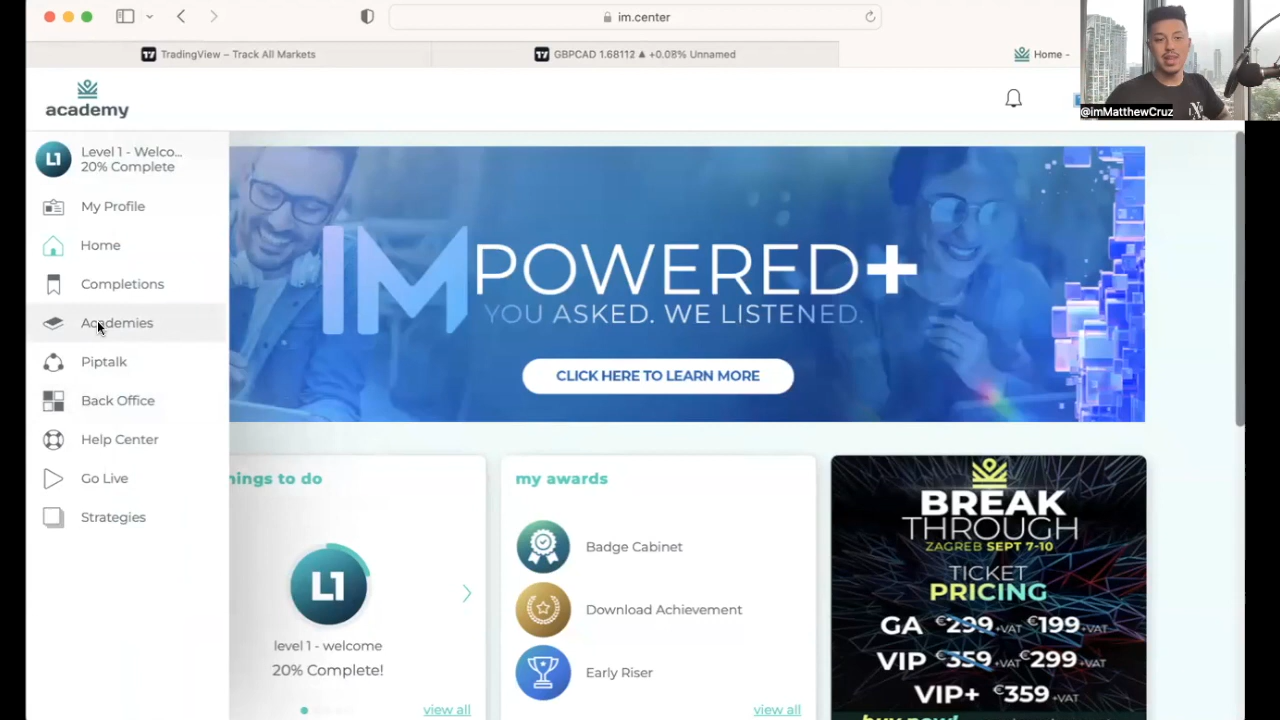 im.center
TradingView – Track All Markets
GBPCAD 1.68112 ▲ +0.08% Unnamed
Home -
@imMatthewCruz
academy
L1
Level 1 - Welco...
20% Complete
My Profile
Home
Completions
Academies
Piptalk
Back Office
Help Center
Go Live
Strategies
IMPOWERED+
YOU ASKED. WE LISTENED.
CLICK HERE TO LEARN MORE
hings to do
L1
level 1 - welcome
20% Complete!
view all
my awards
Badge Cabinet
Download Achievement
Early Riser
view all
BREAK
THROUGH
ZAGREB SEPT 7-10
TICKET
PRICING
GA €299+VAT €199+VAT
VIP €359+VAT €299+VAT
VIP+ €359+VAT
buy now!